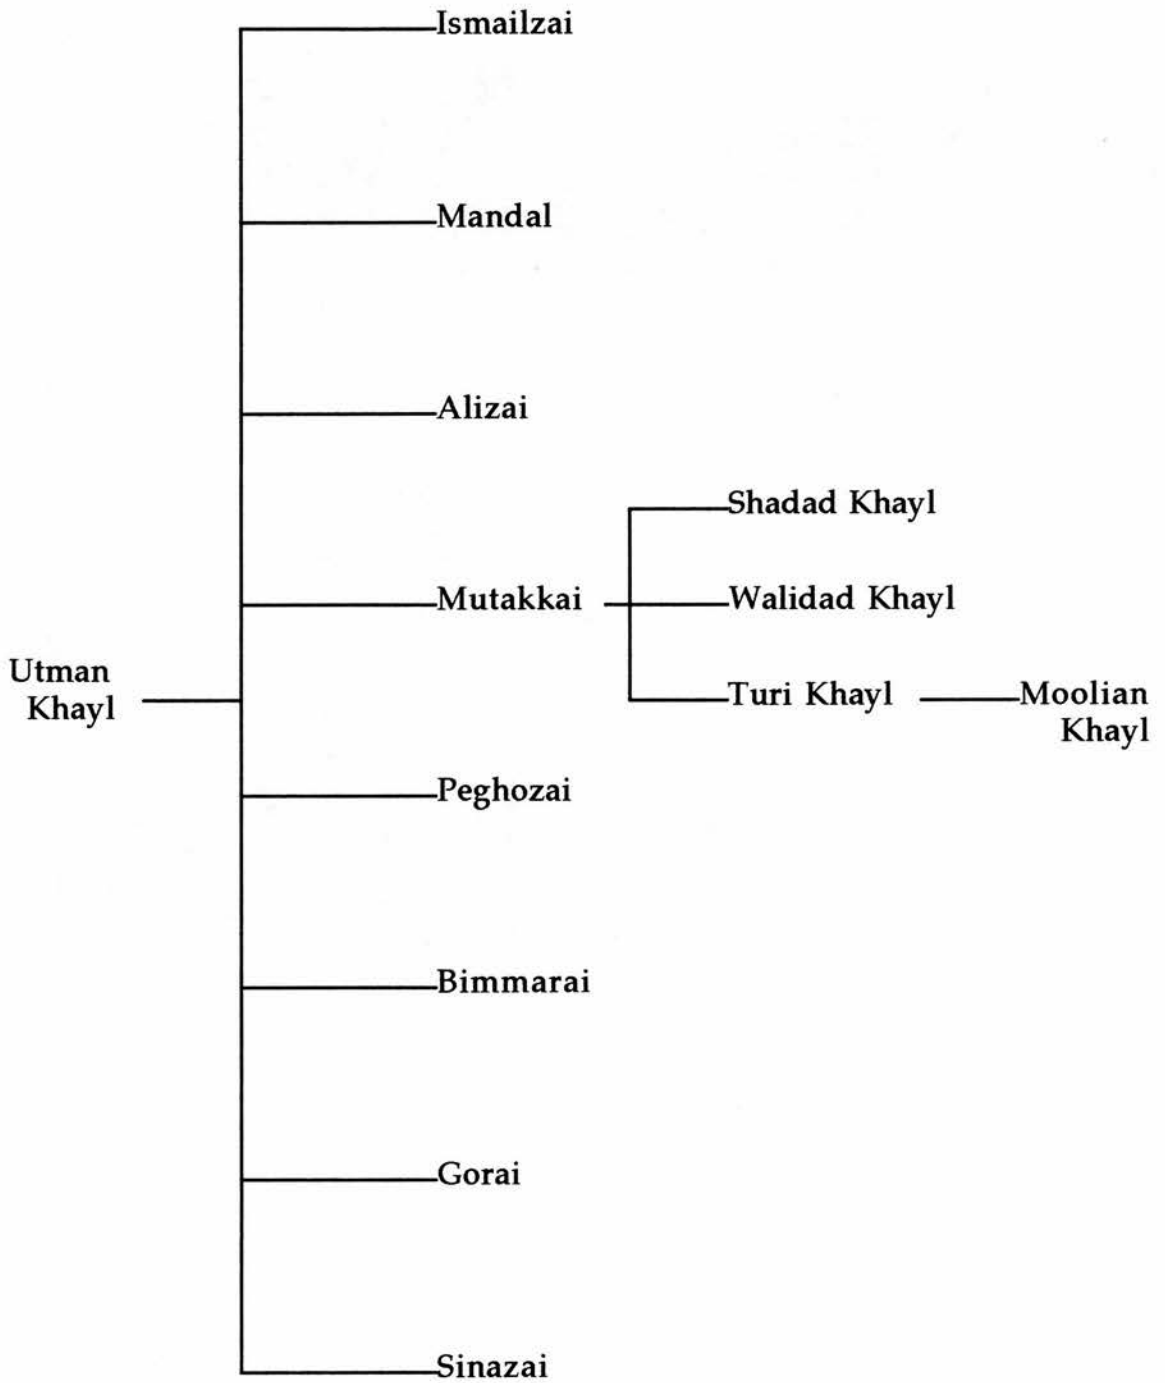 Ismailzai
Mandal
Alizai
Shadad Khayl
Mutakkai
Walidad Khayl
Utman
Khayl
Turi Khayl
Moolian
Khayl
Peghozai
Bimmarai
Gorai
Sinazai